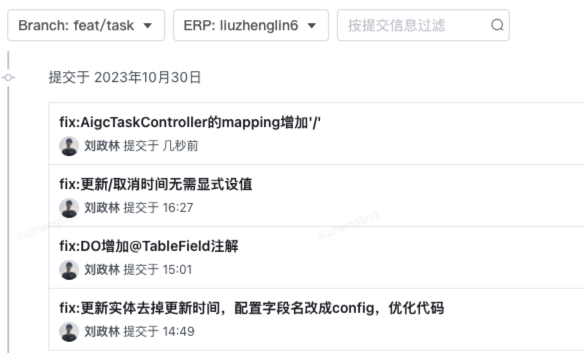 Branch: feat/task ERP: liuzhenglin6 按提交信息过滤
提交于 2023年10月30日
fix:AigcTaskController的mapping增加'/'
刘政林 提交于 几秒前
fix:更新/取消时间无需显式设值
刘政林 提交于 16:27
liuzhenglin6
liuzhenglin6
fix:DO增加@TableField注解
刘政林 提交于 15:01
fix:更新实体去掉更新时间，配置字段名改成config，优化代码
刘政林 提交于 14:49